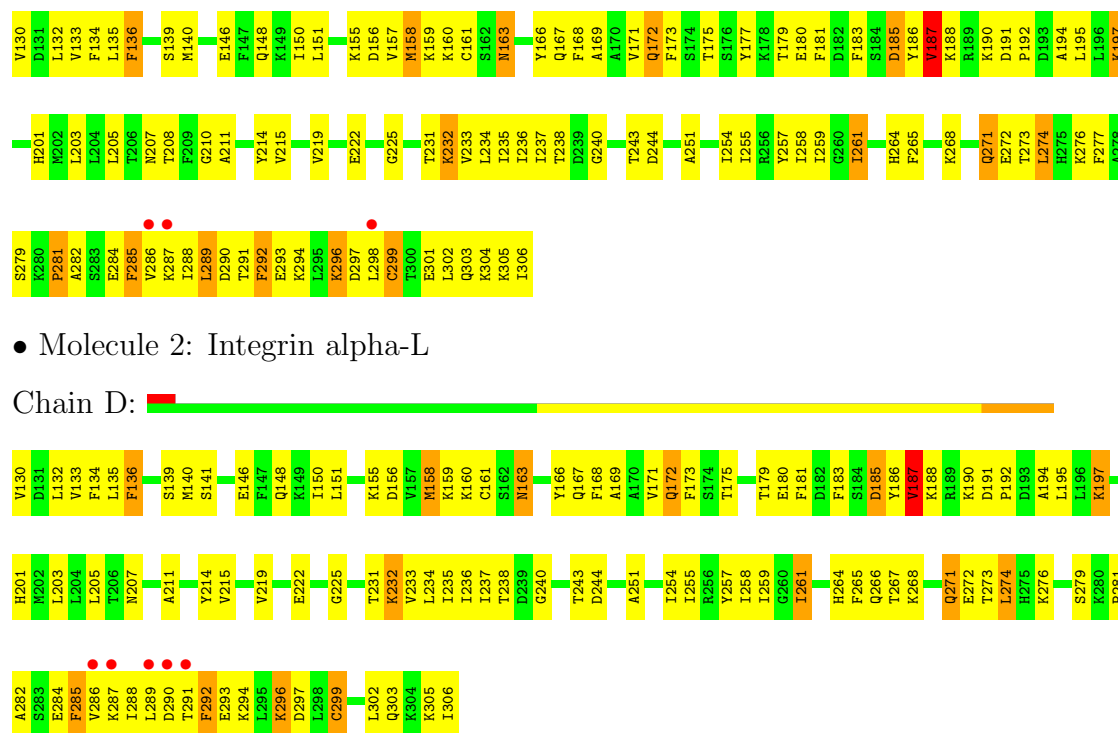 V130 D131 L132 V133 F134 L135 F136 S139 M140 E146 F147 Q148 K149 I150 L151 K155 D156 V157 M158 K159 K160 C161 S162 N163 Y166 Q167 F168 A169 A170 V171 Q172 F173 S174 T175 S176 Y177 K178 T179 E180 F181 D182 F183 S184 D185 Y186 V187 K188 R189 K190 D191 P192 D193 A194 L195 L196
H201 M202 L203 L204 L205 T206 N207 T208 F209 G210 A211 Y214 V215 V219 E222 G225 T231 K232 V233 L234 I235 I236 I237 T238 D239 G240 T243 D244 A251 I254 I255 R256 Y257 I258 I259 G260 I261 H264 F265 K268 Q271 E272 T273 L274 H275 K276 F277
S279 K280 P281 A282 S283 E284 F285 V286 K287 I288 L289 D290 T291 F292 E293 K294 L295 K296 D297 L298 C299 T300 E301 L302 Q303 K304 K305 I306
• Molecule 2: Integrin alpha-L
Chain D:
V130 D131 L132 V133 F134 L135 F136 S139 M140 S141 E146 F147 Q148 K149 I150 L151 K155 D156 V157 M158 K159 K160 C161 S162 N163 Y166 Q167 F168 A169 A170 V171 Q172 F173 S174 T175 T179 E180 F181 D182 F183 S184 D185 Y186 V187 K188 R189 K190 D191 P192 D193 A194 L195 L196 K197
H201 M202 L203 L204 L205 T206 N207 A211 Y214 V215 V219 E222 G225 T231 K232 V233 L234 I235 I236 I237 T238 D239 G240 T243 D244 A251 I254 I255 R256 Y257 I258 I259 G260 I261 H264 F265 Q266 T267 K268 Q271 E272 T273 L274 H275 K276 S279 K280 P281
A282 S283 E284 F285 V286 K287 I288 L289 D290 T291 F292 E293 K294 L295 K296 D297 L298 C299 L302 Q303 K304 K305 I306